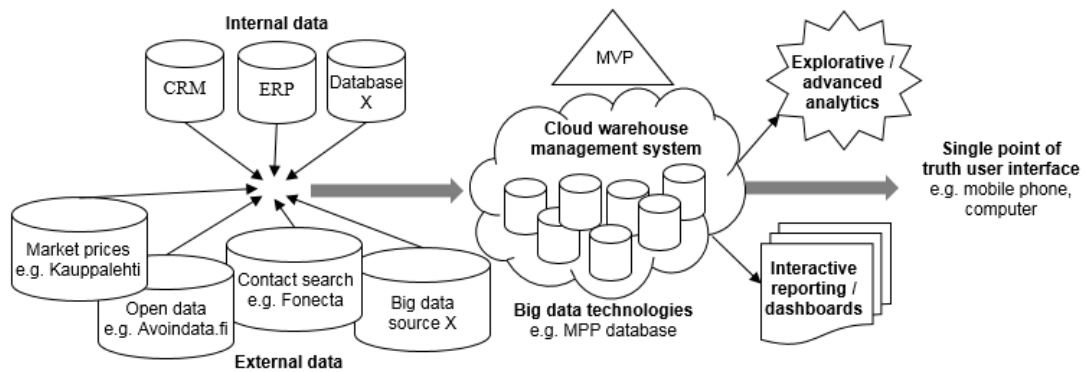 Internal data
CRM
ERP
Database
X
Market prices
e.g. Kauppalehti
Open data
e.g. Avoindata.fi
Contact search
e.g. Fonecta
Big data
source X
External data
MVP
Cloud warehouse
management system
Big data technologies
e.g. MPP database
Explorative /
advanced
analytics
Interactive
reporting /
dashboards
Single point of
truth user interface
e.g. mobile phone,
computer